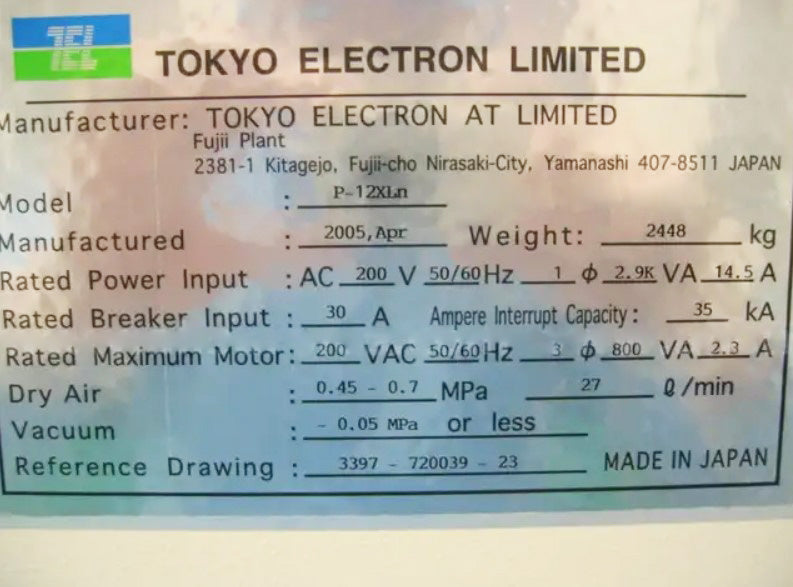 TEL
TOKYO ELECTRON LIMITED
Manufacturer: TOKYO ELECTRON AT LIMITED
Fujii Plant
2381-1 Kitagejo, Fujii-cho Nirasaki-City, Yamanashi 407-8511 JAPAN
Model : P-12XLn
Manufactured : 2005,Apr Weight: 2448 kg
Rated Power Input : AC 200 V 50/60 Hz 1 ϕ 2.9K VA 14.5 A
Rated Breaker Input : 30 A Ampere Interrupt Capacity : 35 kA
Rated Maximum Motor: 200 VAC 50/60 Hz 3 ϕ 800 VA 2.3 A
Dry Air : 0.45 - 0.7 MPa 27 ℓ/min
Vacuum : - 0.05 MPa or less
Reference Drawing : 3397 - 720039 - 23 MADE IN JAPAN